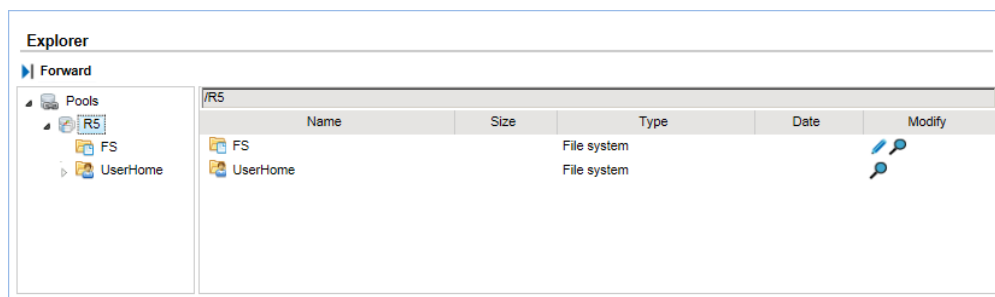 Explorer
Forward
Pools
R5
FS
UserHome
/R5
Name Size Type Date Modify
FS File system
UserHome File system